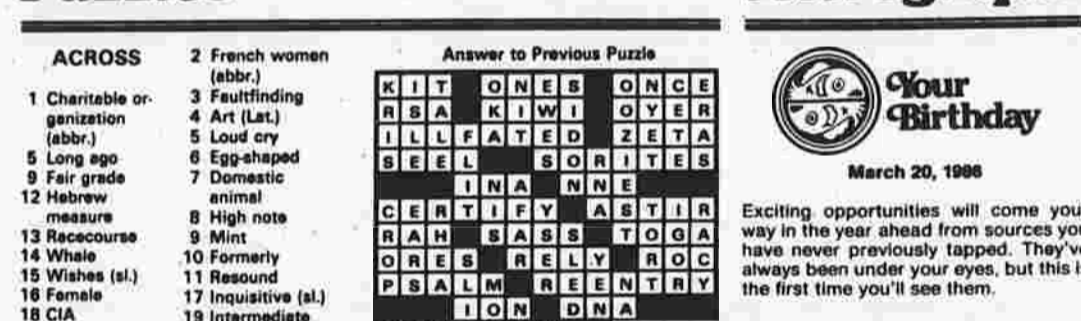 ACROSS
1 Charitable or-
ganization
(abbr.)
5 Long ago
9 Fair grade
12 Hebrew
measure
13 Racecourse
14 Whale
15 Wishes (sl.)
16 Female
18 CIA
2 French women
(abbr.)
3 Faultfinding
4 Art (Lat.)
5 Loud cry
6 Egg-shaped
7 Domestic
animal
8 High note
9 Mint
10 Formerly
11 Resound
17 Inquisitive (sl.)
19 Intermediate
Answer to Previous Puzzle
KIT ONES ONCE
RSA KIWI OYER
ILLFATED ZETA
SEEL SORITES
INA NNE
CERTIFY ASTIR
RAH SASS TOGA
ORES RELY ROC
PSALM REENTRY
ION DNA
Your
Birthday
March 20, 1986
Exciting opportunities will come you
way in the year ahead from sources you
have never previously tapped. They've
always been under your eyes, but this i
the first time you'll see them.